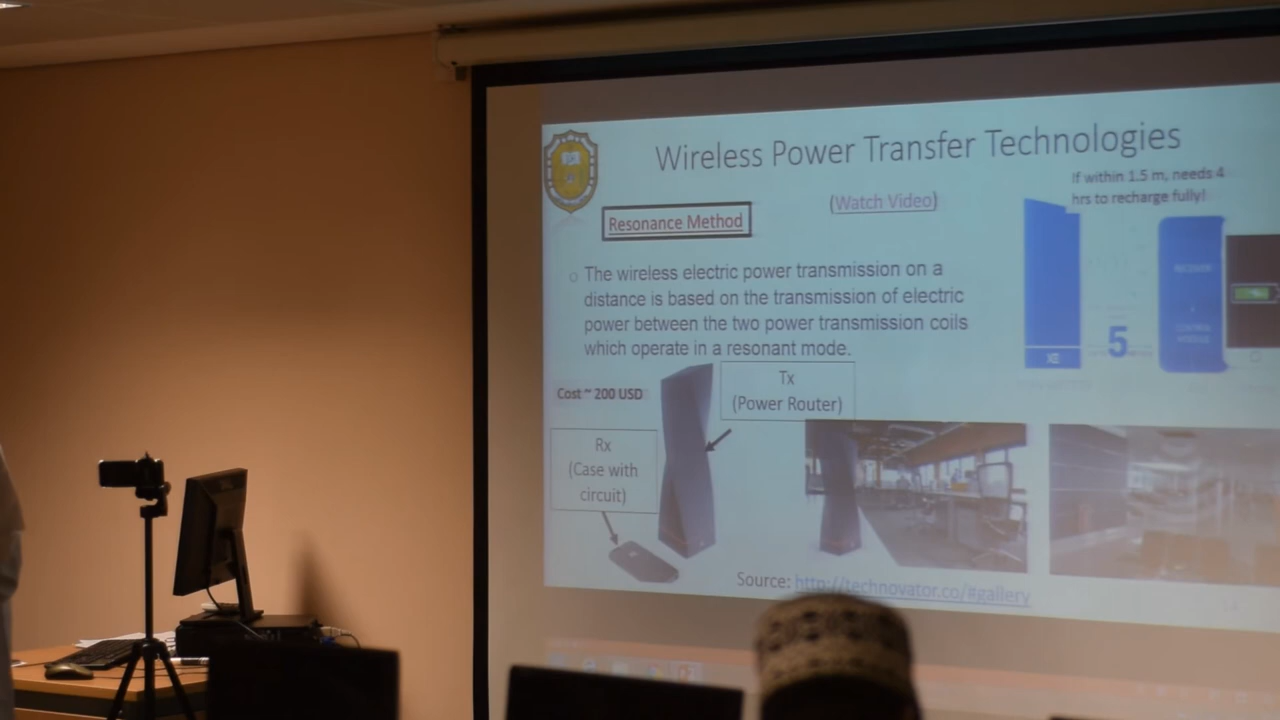 Wireless Power Transfer Technologies
If within 1.5 m, needs 4
hrs to recharge fully!
(Watch Video)
Resonance Method
The wireless electric power transmission on a
distance is based on the transmission of electric
power between the two power transmission coils
which operate in a resonant mode.
5
Cost ~ 200 USD
Tx
(Power Router)
Rx
(Case with
circuit)
Source: http://technovator.co/#gallery